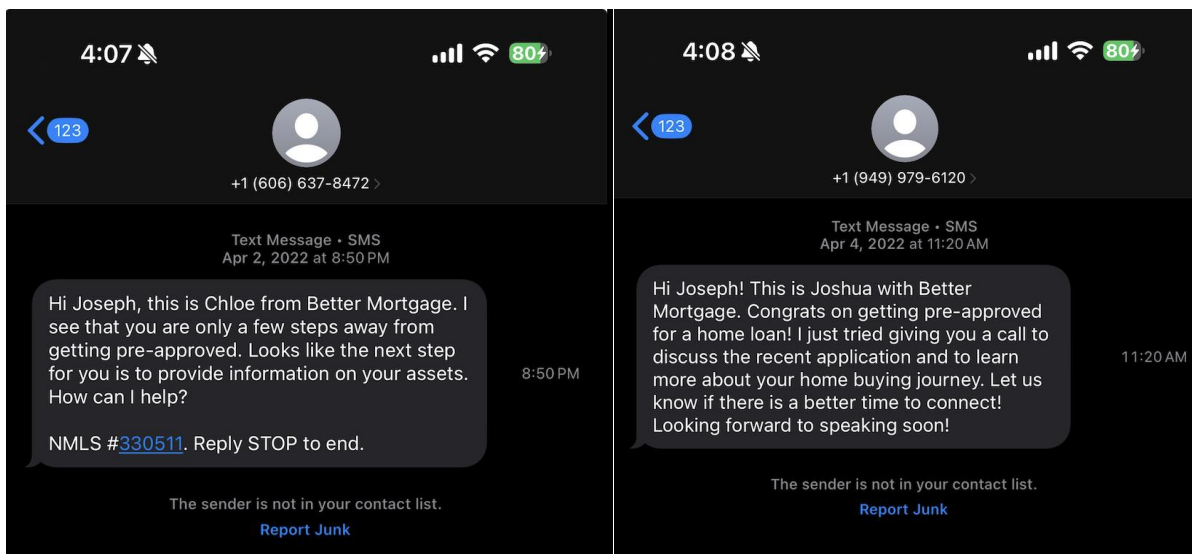 4:07
80
123
+1 (606) 637-8472
Text Message • SMS
Apr 2, 2022 at 8:50 PM
Hi Joseph, this is Chloe from Better Mortgage. I
see that you are only a few steps away from
getting pre-approved. Looks like the next step
for you is to provide information on your assets.
How can I help?
NMLS #330511. Reply STOP to end.
8:50 PM
The sender is not in your contact list.
Report Junk
4:08
80
123
+1 (949) 979-6120
Text Message • SMS
Apr 4, 2022 at 11:20 AM
Hi Joseph! This is Joshua with Better
Mortgage. Congrats on getting pre-approved
for a home loan! I just tried giving you a call to
discuss the recent application and to learn
more about your home buying journey. Let us
know if there is a better time to connect!
Looking forward to speaking soon!
11:20 AM
The sender is not in your contact list.
Report Junk